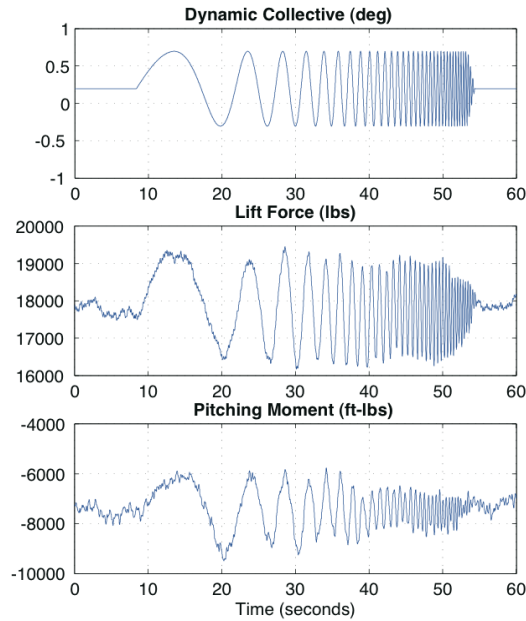 Dynamic Collective (deg)
1
0.5
0
-0.5
-1
0 10 20 30 40 50 60
Lift Force (lbs)
20000
19000
18000
17000
16000
0 10 20 30 40 50 60
Pitching Moment (ft-lbs)
-4000
-6000
-8000
-10000
0 10 20 30 40 50 60
Time (seconds)